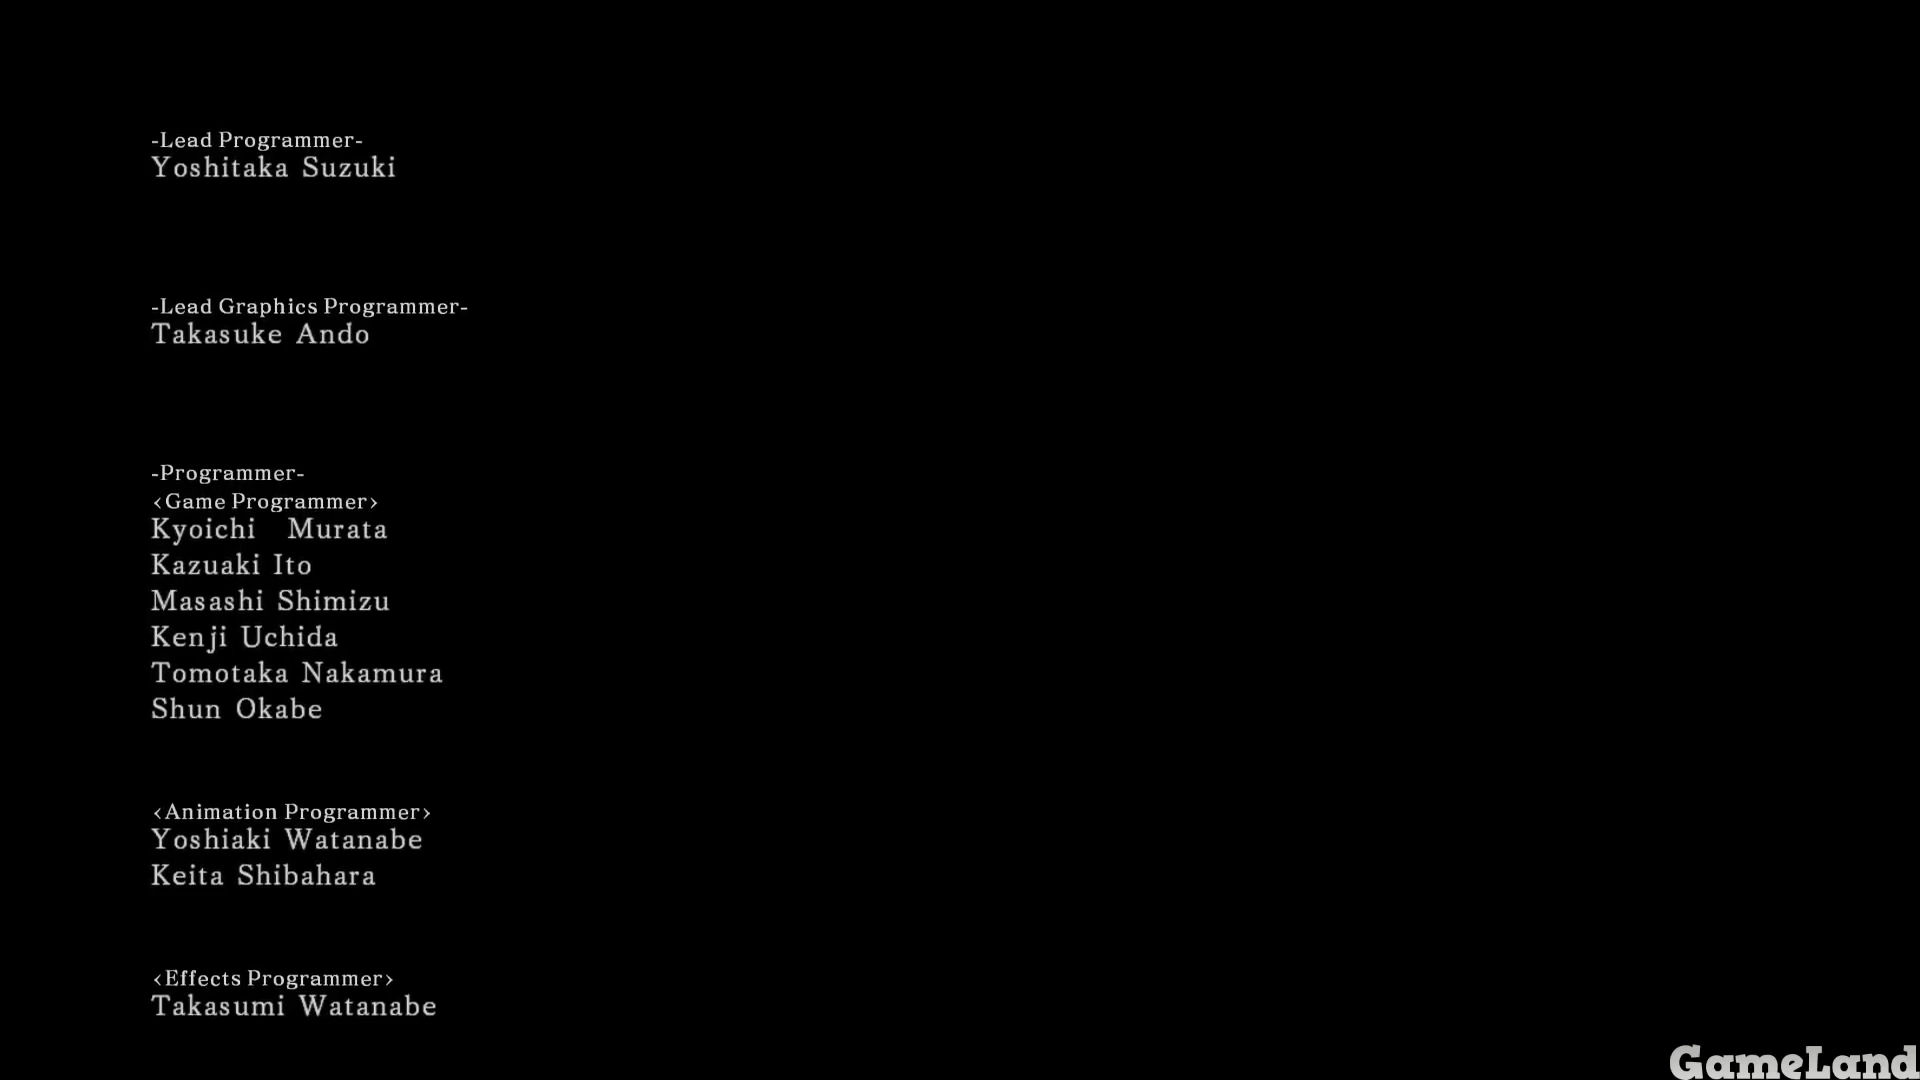 -Lead Programmer-
Yoshitaka Suzuki
-Lead Graphics Programmer-
Takasuke Ando
-Programmer-
<Game Programmer>
Kyoichi　Murata
Kazuaki Ito
Masashi Shimizu
Kenji Uchida
Tomotaka Nakamura
Shun Okabe
<Animation Programmer>
Yoshiaki Watanabe
Keita Shibahara
<Effects Programmer>
Takasumi Watanabe
GameLand